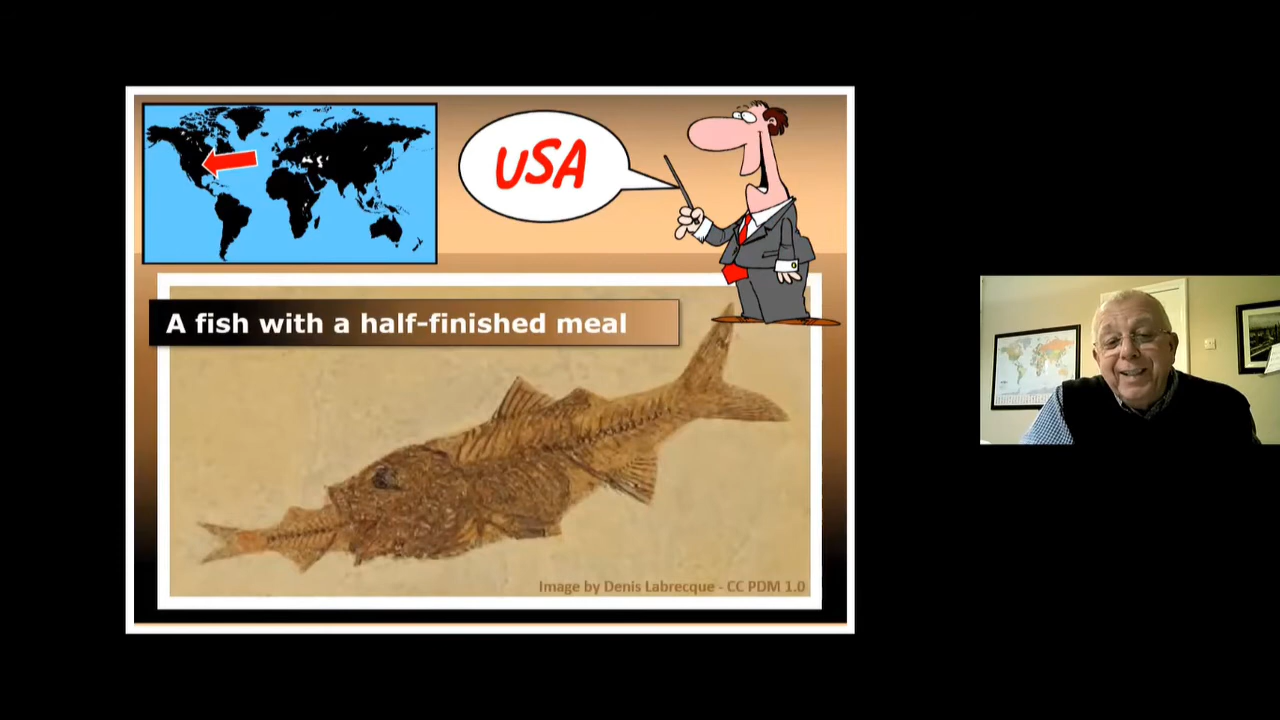 USA
A fish with a half-finished meal
Image by Denis Labrecque - CC PDM 1.0